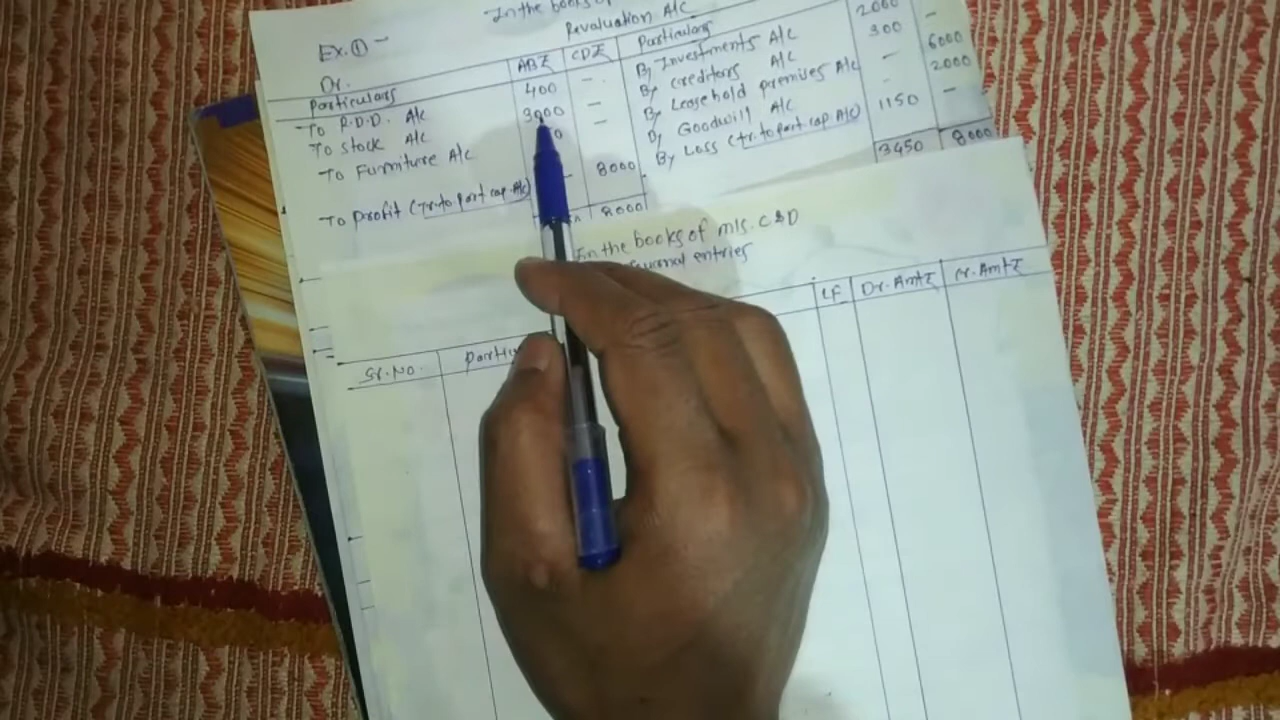 In the books of
Ex.① -
Revaluation A/c
Dr.
Particulars AB₹ CD₹ Particulars
To R.D.D. A/c 400 - By Investments A/c 2000 -
To Stock A/c 3000 - By Creditors A/c 300 -
To Furniture A/c - By Leasehold premises A/c - 6000
By Goodwill A/c - 2000
To Profit (Tr. to part cap. A/c) 8000 By Loss (tr. to part. cap. A/c) 1150 -
8000 3450 8000
In the books of M/s. C&D
Journal entries
Sr.No. LF Dr. Amt₹ Cr. Amt₹